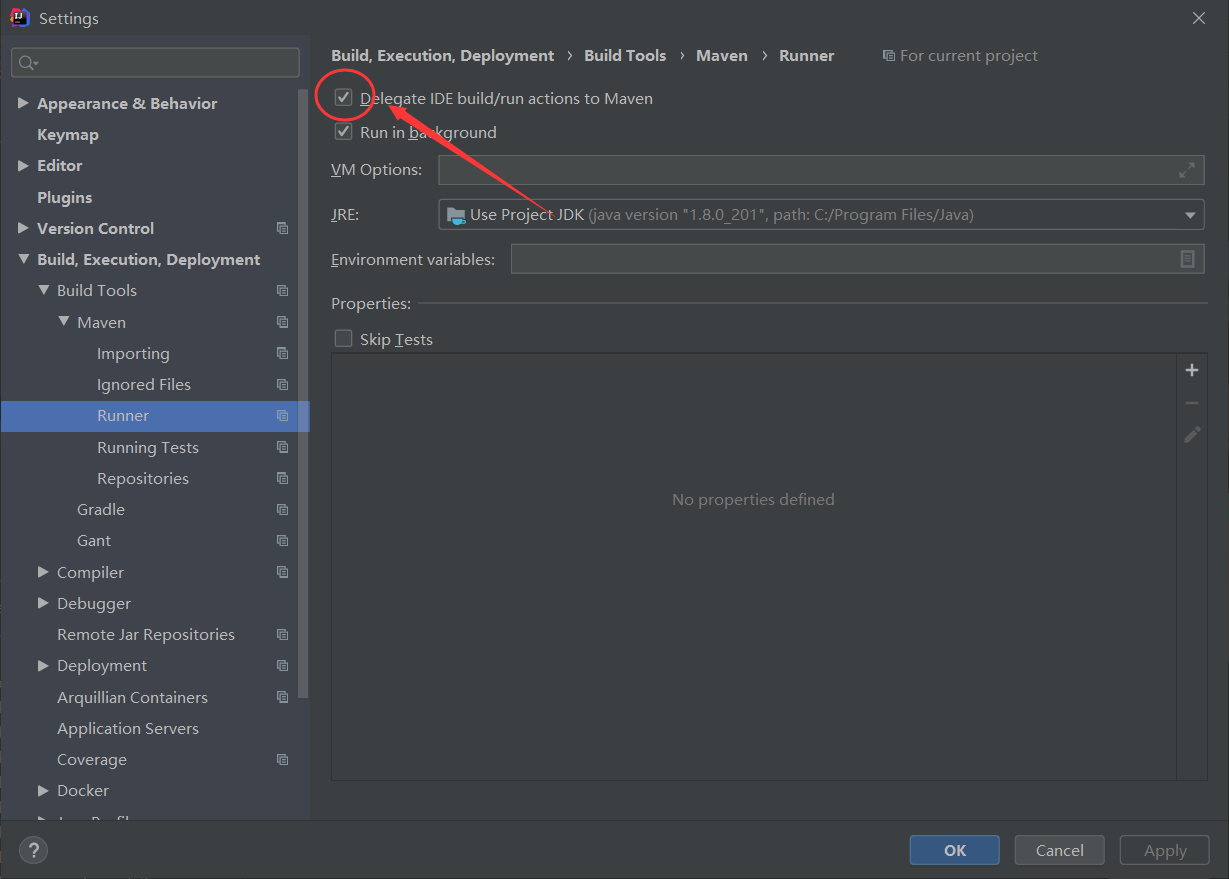 Settings
Build, Execution, Deployment › Build Tools › Maven › Runner
For current project
Appearance & Behavior
Keymap
Editor
Plugins
Version Control
Build, Execution, Deployment
Build Tools
Maven
Importing
Ignored Files
Runner
Running Tests
Repositories
Gradle
Gant
Compiler
Debugger
Remote Jar Repositories
Deployment
Arquillian Containers
Application Servers
Coverage
Docker
Delegate IDE build/run actions to Maven
Run in background
VM Options:
JRE:
Use Project JDK (java version "1.8.0_201", path: C:/Program Files/Java)
Environment variables:
Properties:
Skip Tests
No properties defined
?
OK
Cancel
Apply